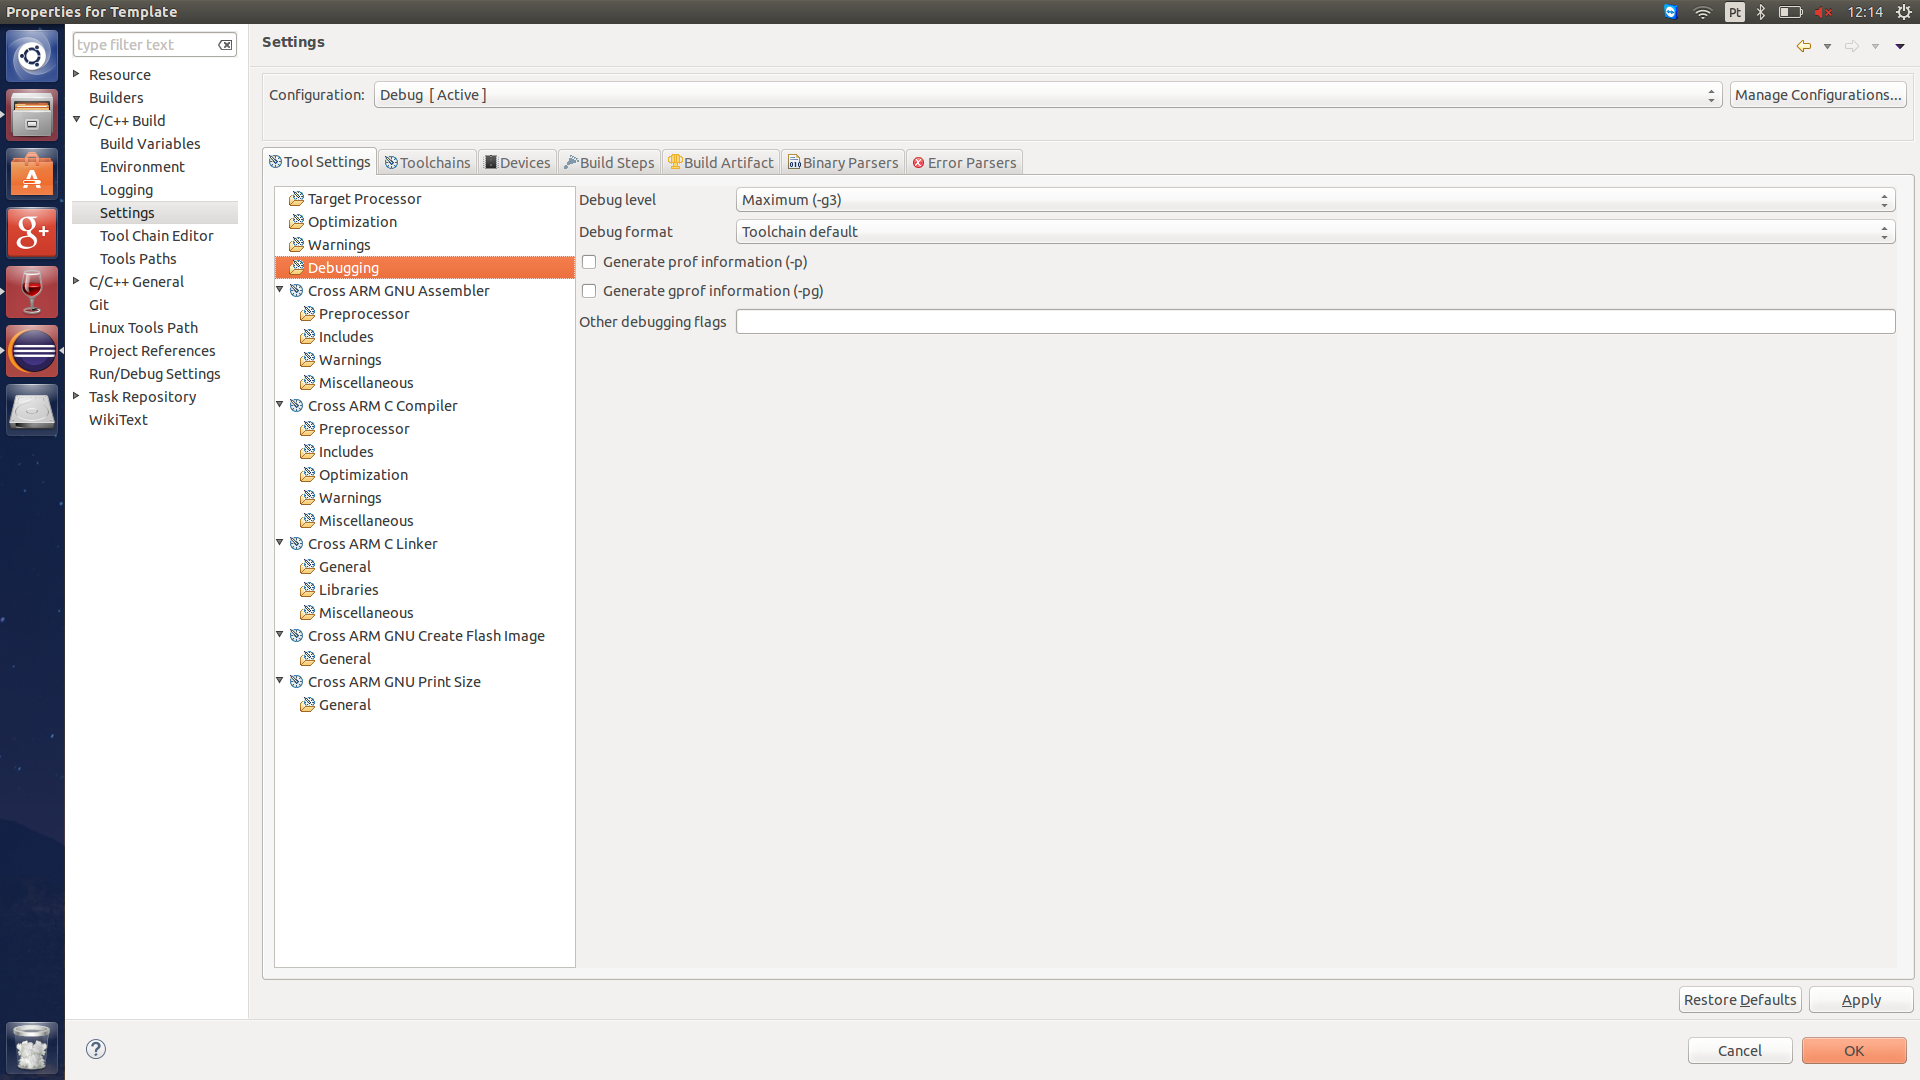 Properties for Template
Pt
12:14
type filter text
Resource
Builders
C/C++ Build
Build Variables
Environment
Logging
Settings
Tool Chain Editor
Tools Paths
C/C++ General
Git
Linux Tools Path
Project References
Run/Debug Settings
Task Repository
WikiText
Settings
Configuration:
Debug [ Active ]
Manage Configurations...
Tool Settings
Toolchains
Devices
Build Steps
Build Artifact
Binary Parsers
Error Parsers
Target Processor
Optimization
Warnings
Debugging
Cross ARM GNU Assembler
Preprocessor
Includes
Warnings
Miscellaneous
Cross ARM C Compiler
Preprocessor
Includes
Optimization
Warnings
Miscellaneous
Cross ARM C Linker
General
Libraries
Miscellaneous
Cross ARM GNU Create Flash Image
General
Cross ARM GNU Print Size
General
Debug level
Maximum (-g3)
Debug format
Toolchain default
Generate prof information (-p)
Generate gprof information (-pg)
Other debugging flags
Restore Defaults
Apply
?
Cancel
OK
g+